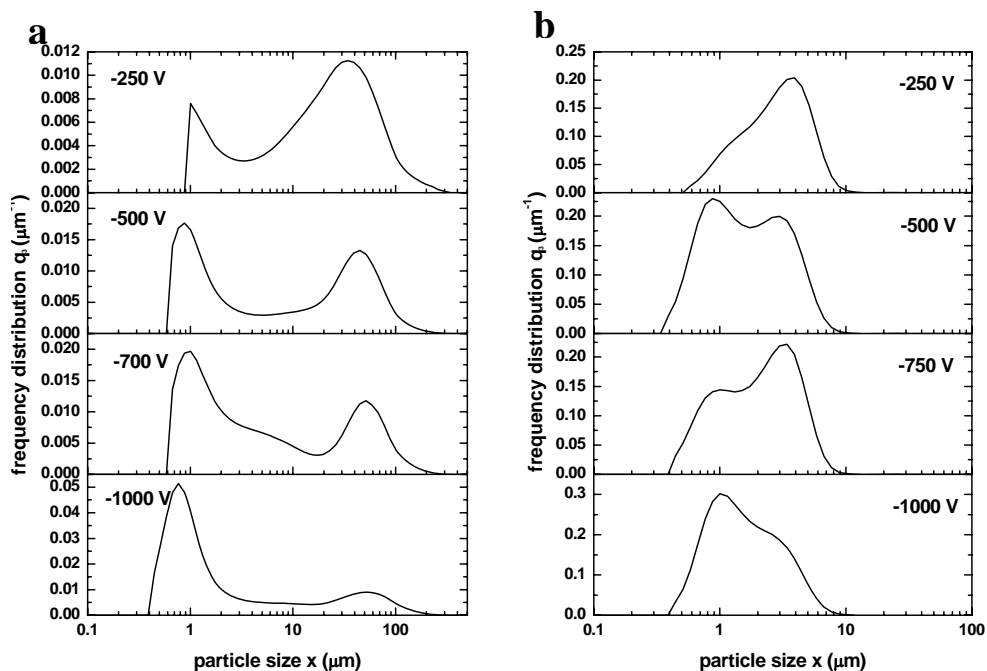 a
b
frequency distribution q₃ (µm⁻¹)
0.012
0.010
0.008
0.006
0.004
0.002
0.000
-250 V
0.020
0.015
0.010
0.005
0.000
-500 V
0.020
0.015
0.010
0.005
0.000
-700 V
0.05
0.04
0.03
0.02
0.01
0.00
-1000 V
0.1 1 10 100
particle size x (µm)
frequency distribution q₃ (µm⁻¹)
0.25
0.20
0.15
0.10
0.05
0.00
-250 V
0.20
0.15
0.10
0.05
0.00
-500 V
0.20
0.15
0.10
0.05
0.00
-750 V
0.3
0.2
0.1
0.0
-1000 V
0.1 1 10 100
particle size x (µm)